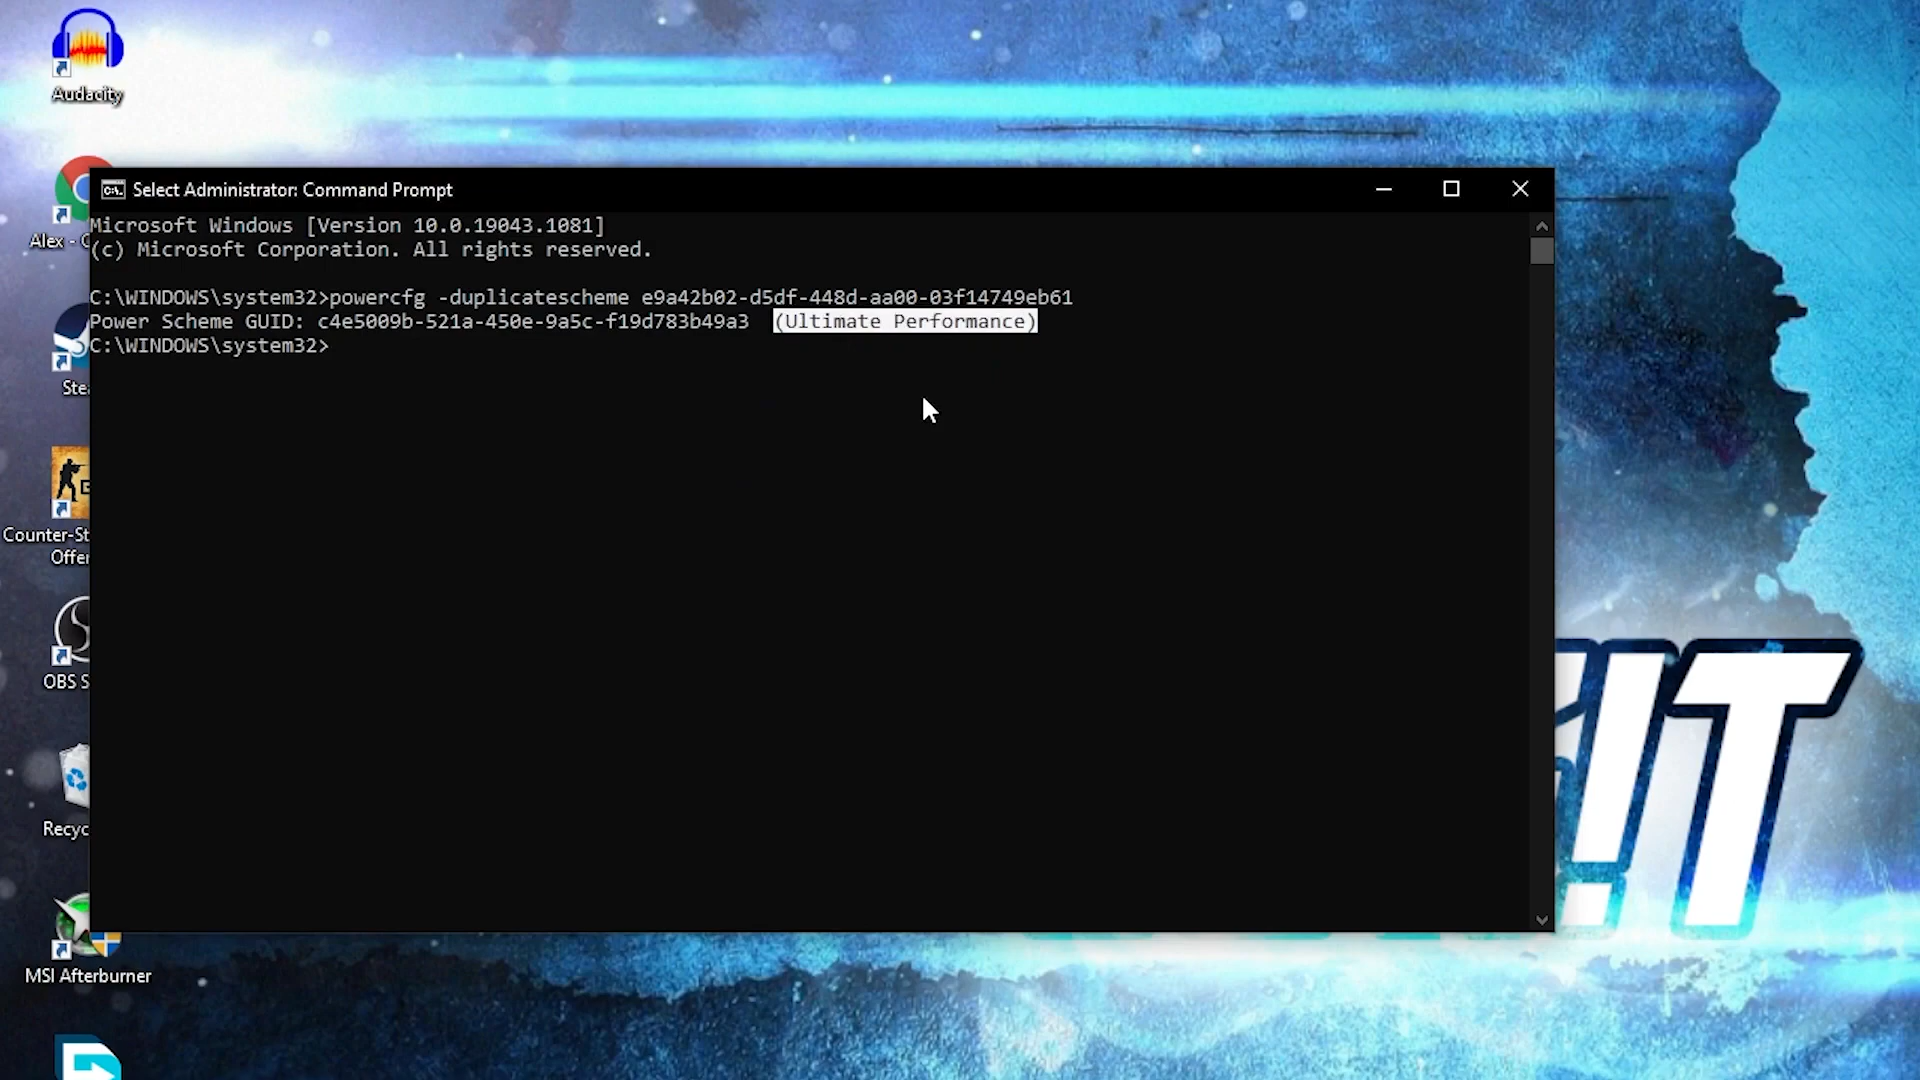 Audacity
Select Administrator: Command Prompt
Microsoft Windows [Version 10.0.19043.1081]
(c) Microsoft Corporation. All rights reserved.
C:\WINDOWS\system32>powercfg -duplicatescheme e9a42b02-d5df-448d-aa00-03f14749eb61
Power Scheme GUID: c4e5009b-521a-450e-9a5c-f19d783b49a3  (Ultimate Performance)
C:\WINDOWS\system32>
Alex - C
Ste
Counter-St
Offen
OBS S
Recyc
MSI Afterburner
!T